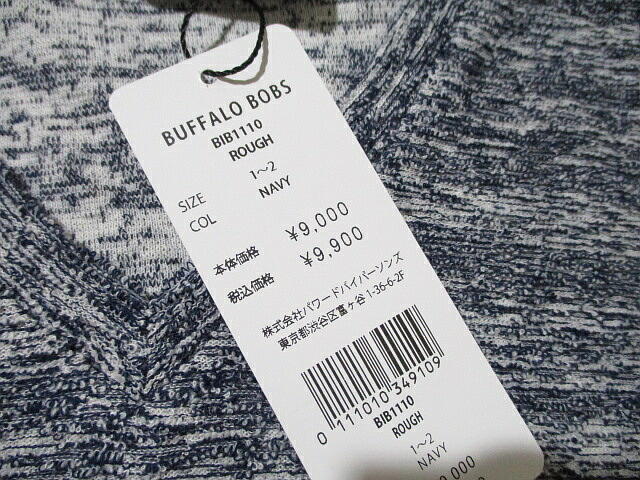 BUFFALO BOBS
BIB1110
ROUGH
SIZE 1～2
COL NAVY
本体価格 ¥9,000
税込価格 ¥9,900
株式会社パワードバイパーソンズ
東京都渋谷区富ヶ谷1-36-6-2F
0 111010 349109
BIB1110
ROUGH
1～2
NAVY